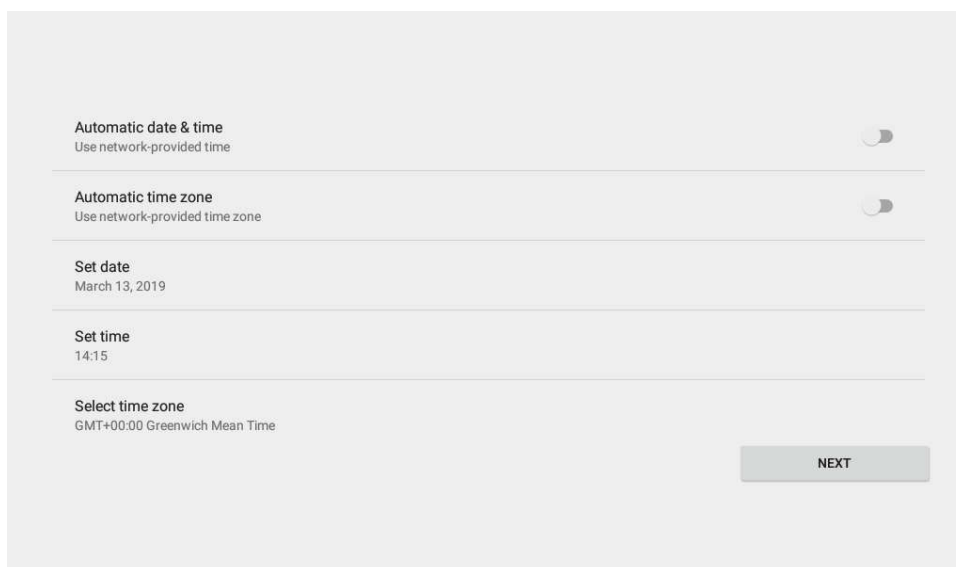 Automatic date & time
Use network-provided time
Automatic time zone
Use network-provided time zone
Set date
March 13, 2019
Set time
14:15
Select time zone
GMT+00:00 Greenwich Mean Time
NEXT